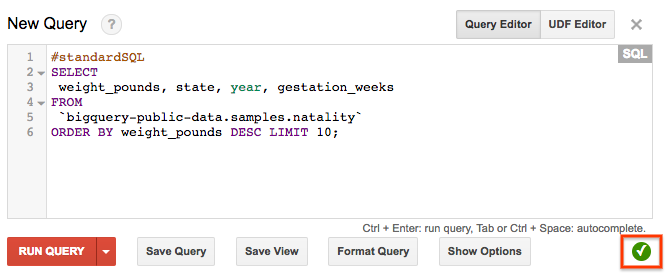 New Query ? Query Editor UDF Editor ×
SQL
1 #standardSQL
2 SELECT
3 weight_pounds, state, year, gestation_weeks
4 FROM
5 `bigquery-public-data.samples.natality`
6 ORDER BY weight_pounds DESC LIMIT 10;
Ctrl + Enter: run query, Tab or Ctrl + Space: autocomplete.
RUN QUERY Save Query Save View Format Query Show Options